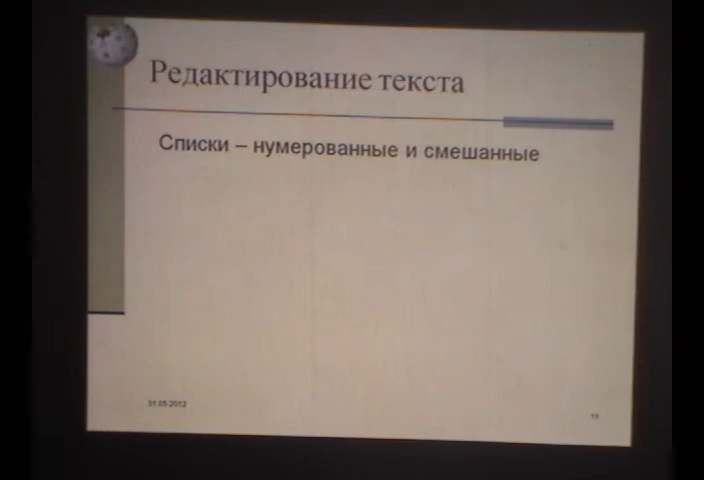 Редактирование текста
Списки – нумерованные и смешанные